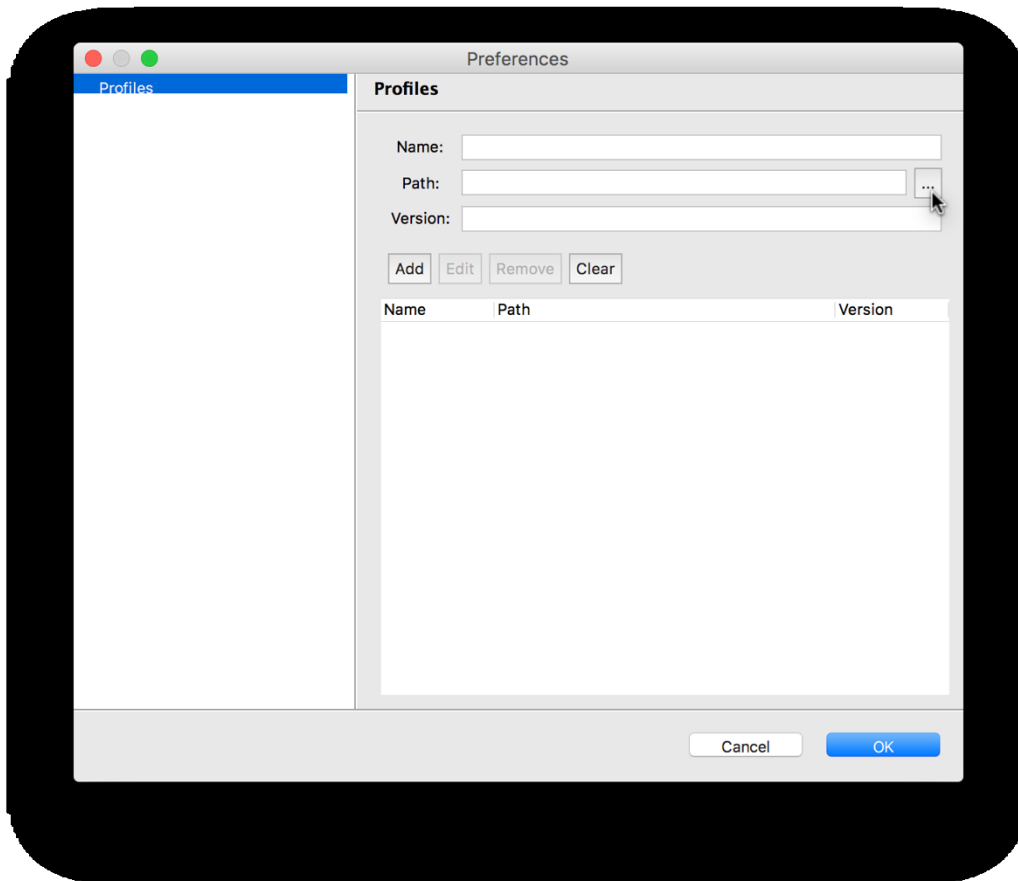 Preferences
Profiles
Profiles
Name:
Path: ...
Version:
Add Edit Remove Clear
Name Path Version
Cancel OK